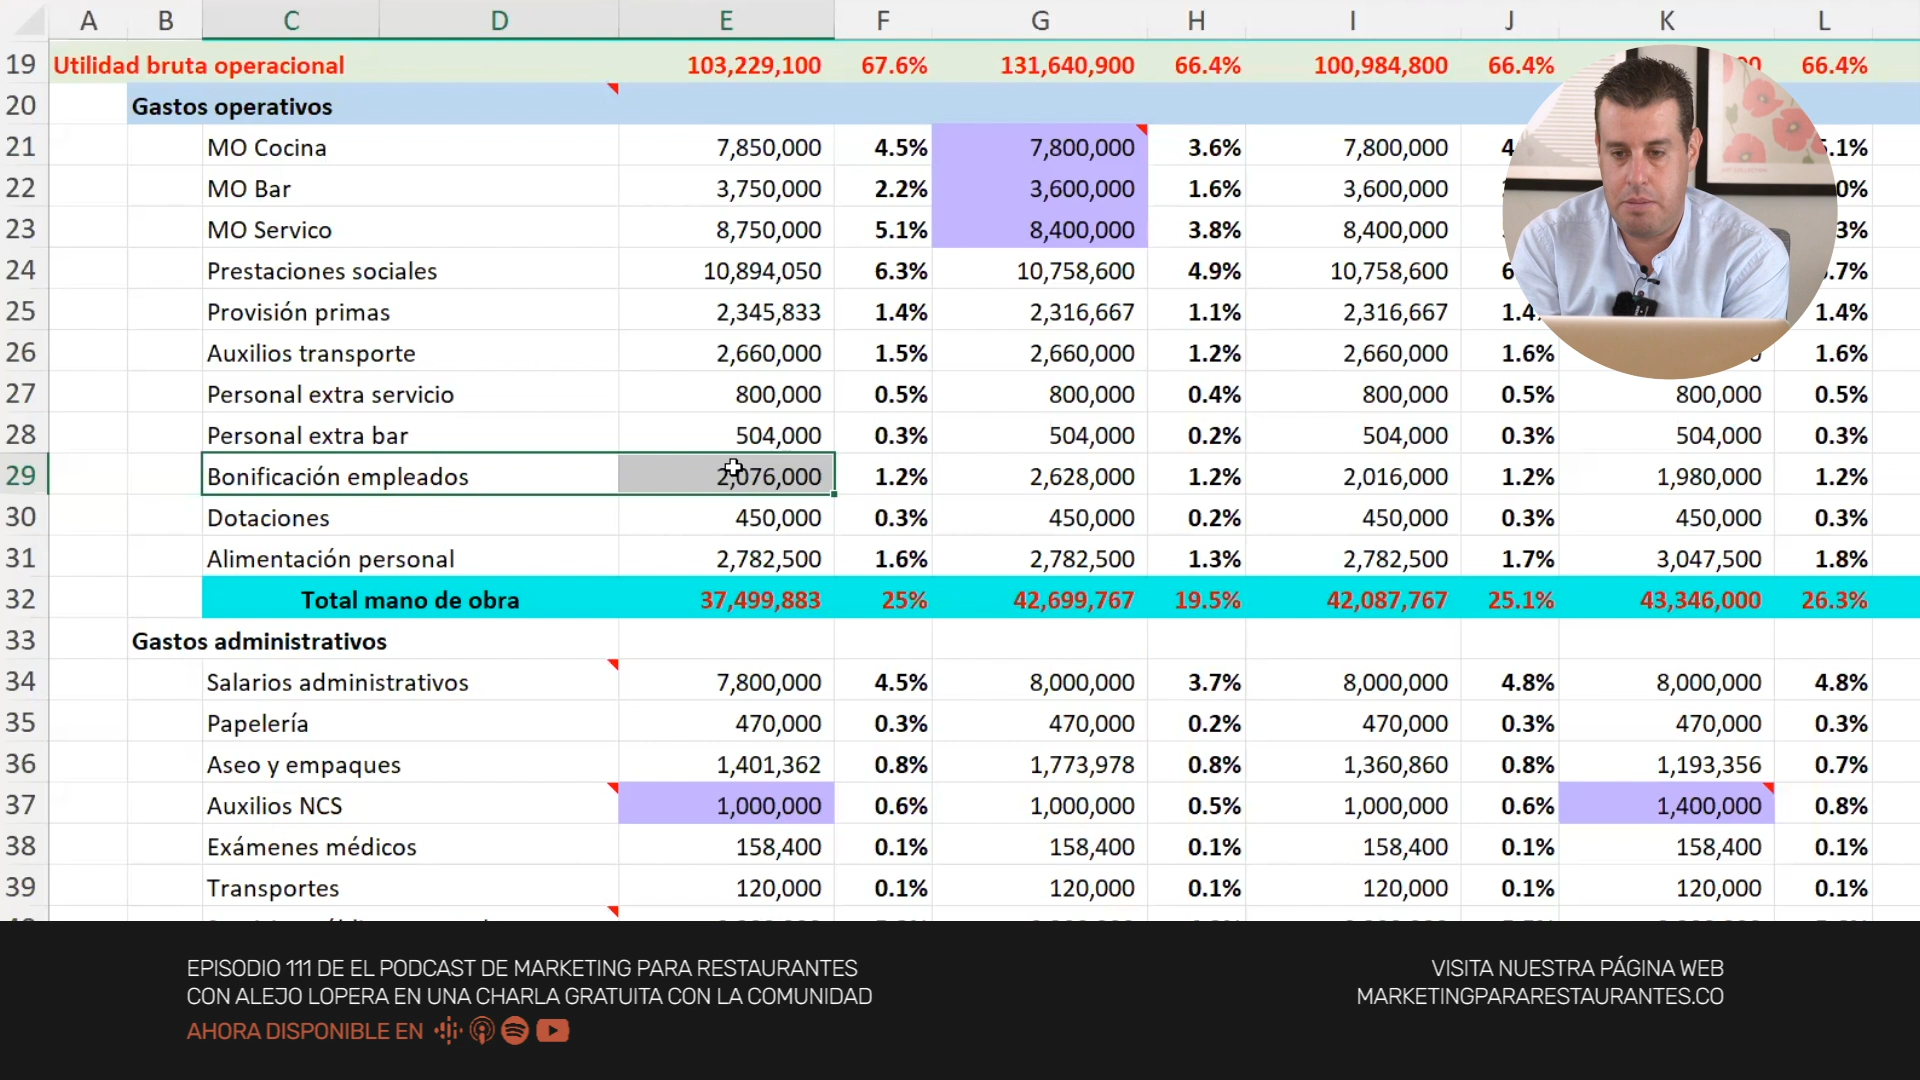 A B C D E F G H I J K L
19 Utilidad bruta operacional 103,229,100 67.6% 131,640,900 66.4% 100,984,800 66.4% 66.4%
20 Gastos operativos
21 MO Cocina 7,850,000 4.5% 7,800,000 3.6% 7,800,000
22 MO Bar 3,750,000 2.2% 3,600,000 1.6% 3,600,000
23 MO Servico 8,750,000 5.1% 8,400,000 3.8% 8,400,000
24 Prestaciones sociales 10,894,050 6.3% 10,758,600 4.9% 10,758,600
25 Provisión primas 2,345,833 1.4% 2,316,667 1.1% 2,316,667 1.4 1.4%
26 Auxilios transporte 2,660,000 1.5% 2,660,000 1.2% 2,660,000 1.6% 1.6%
27 Personal extra servicio 800,000 0.5% 800,000 0.4% 800,000 0.5% 800,000 0.5%
28 Personal extra bar 504,000 0.3% 504,000 0.2% 504,000 0.3% 504,000 0.3%
29 Bonificación empleados 2,076,000 1.2% 2,628,000 1.2% 2,016,000 1.2% 1,980,000 1.2%
30 Dotaciones 450,000 0.3% 450,000 0.2% 450,000 0.3% 450,000 0.3%
31 Alimentación personal 2,782,500 1.6% 2,782,500 1.3% 2,782,500 1.7% 3,047,500 1.8%
32 Total mano de obra 37,499,883 25% 42,699,767 19.5% 42,087,767 25.1% 43,346,000 26.3%
33 Gastos administrativos
34 Salarios administrativos 7,800,000 4.5% 8,000,000 3.7% 8,000,000 4.8% 8,000,000 4.8%
35 Papelería 470,000 0.3% 470,000 0.2% 470,000 0.3% 470,000 0.3%
36 Aseo y empaques 1,401,362 0.8% 1,773,978 0.8% 1,360,860 0.8% 1,193,356 0.7%
37 Auxilios NCS 1,000,000 0.6% 1,000,000 0.5% 1,000,000 0.6% 1,400,000 0.8%
38 Exámenes médicos 158,400 0.1% 158,400 0.1% 158,400 0.1% 158,400 0.1%
39 Transportes 120,000 0.1% 120,000 0.1% 120,000 0.1% 120,000 0.1%
EPISODIO 111 DE EL PODCAST DE MARKETING PARA RESTAURANTES
CON ALEJO LOPERA EN UNA CHARLA GRATUITA CON LA COMUNIDAD
AHORA DISPONIBLE EN
VISITA NUESTRA PÁGINA WEB
MARKETINGPARARESTAURANTES.CO